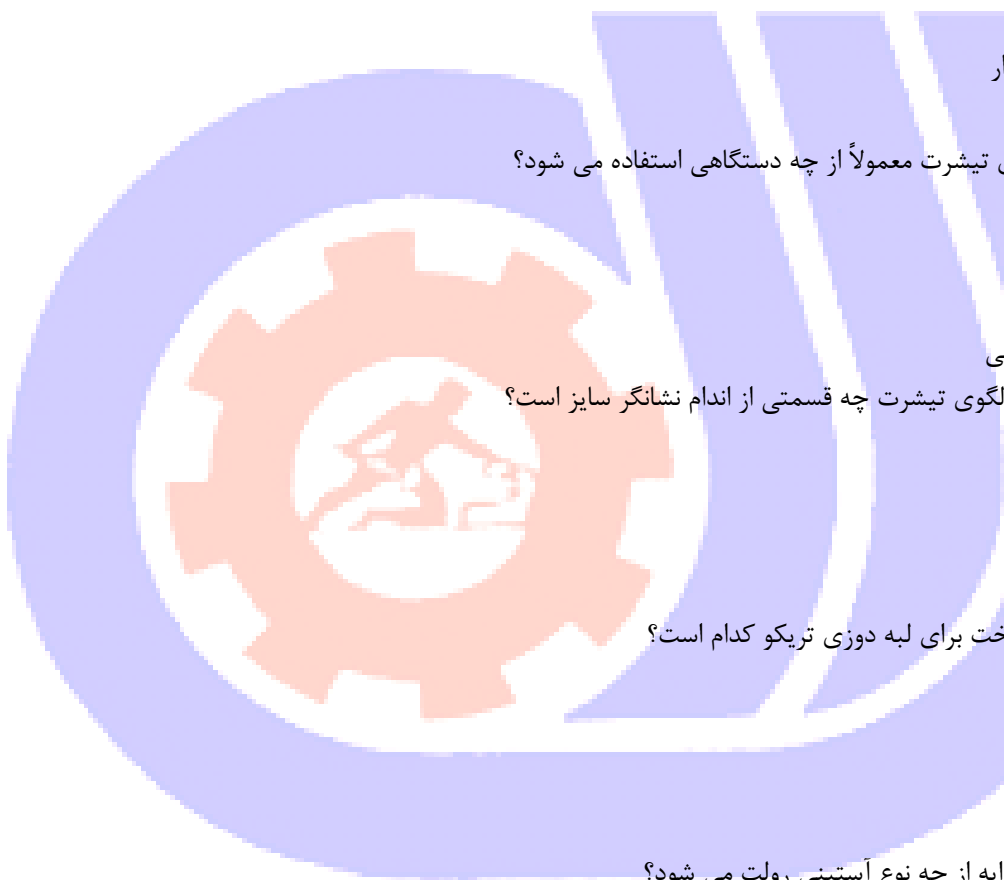 ار
تیشرت معمولاً از چه دستگاهی استفاده می شود؟
ی
لگوی تیشرت چه قسمتی از اندام نشانگر سایز است؟
خت برای لبه دوزی تریکو کدام است؟
ایه از چه نوع آستینی رولت می شود؟